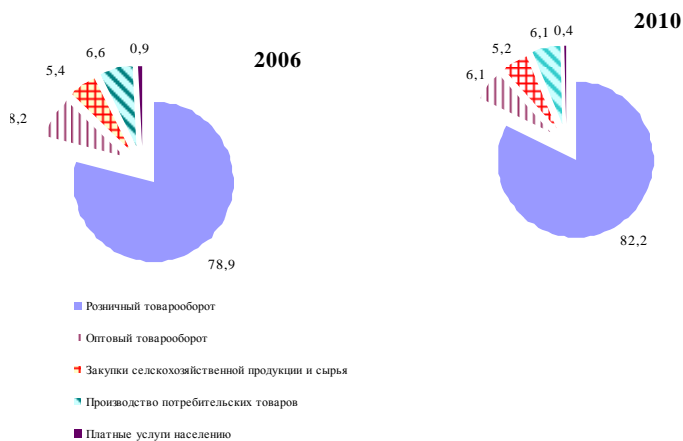 2010
6,1 0,4
6,6 0,9
5,2
2006
5,4
6,1
8,2
82,2
78,9
Розничный товарооборот
Оптовый товарооборот
Закупки селскохозяйственной продукции и сырья
Производство потребительских товаров
Платные услуги населению